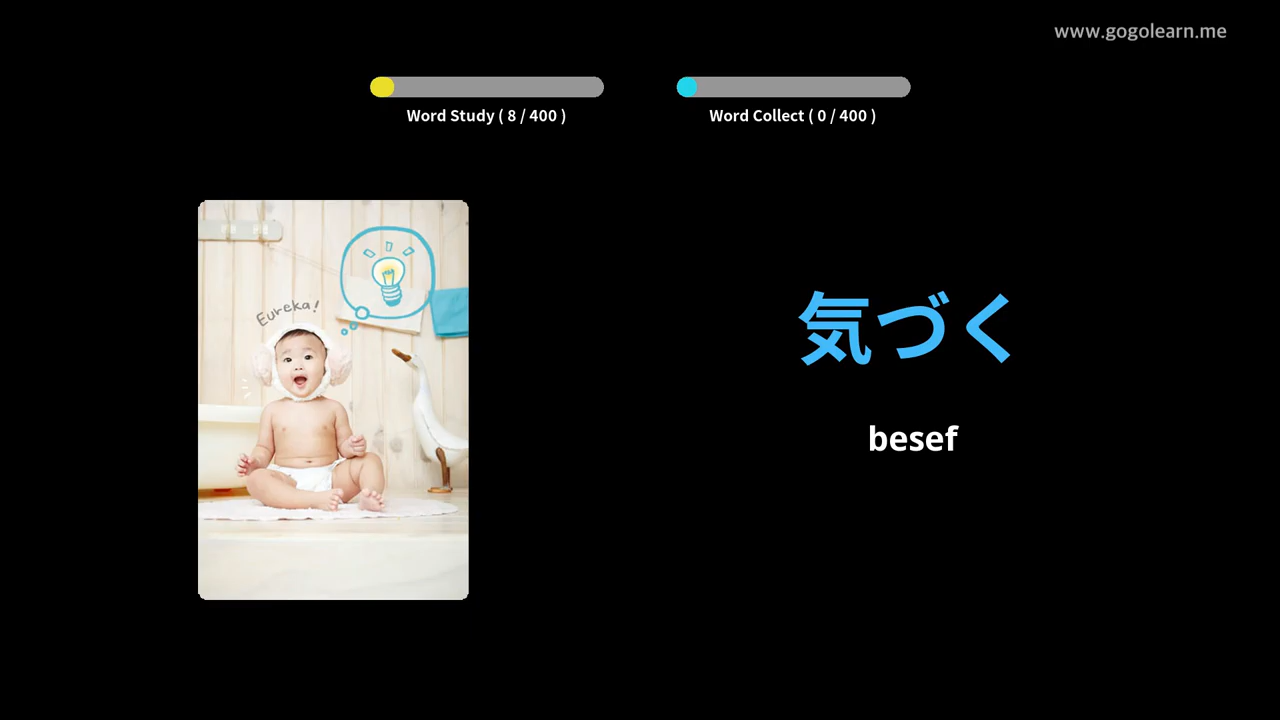 www.gogolearn.me
Word Study ( 8 / 400 )
Word Collect ( 0 / 400 )
Eureka!
気づく
besef